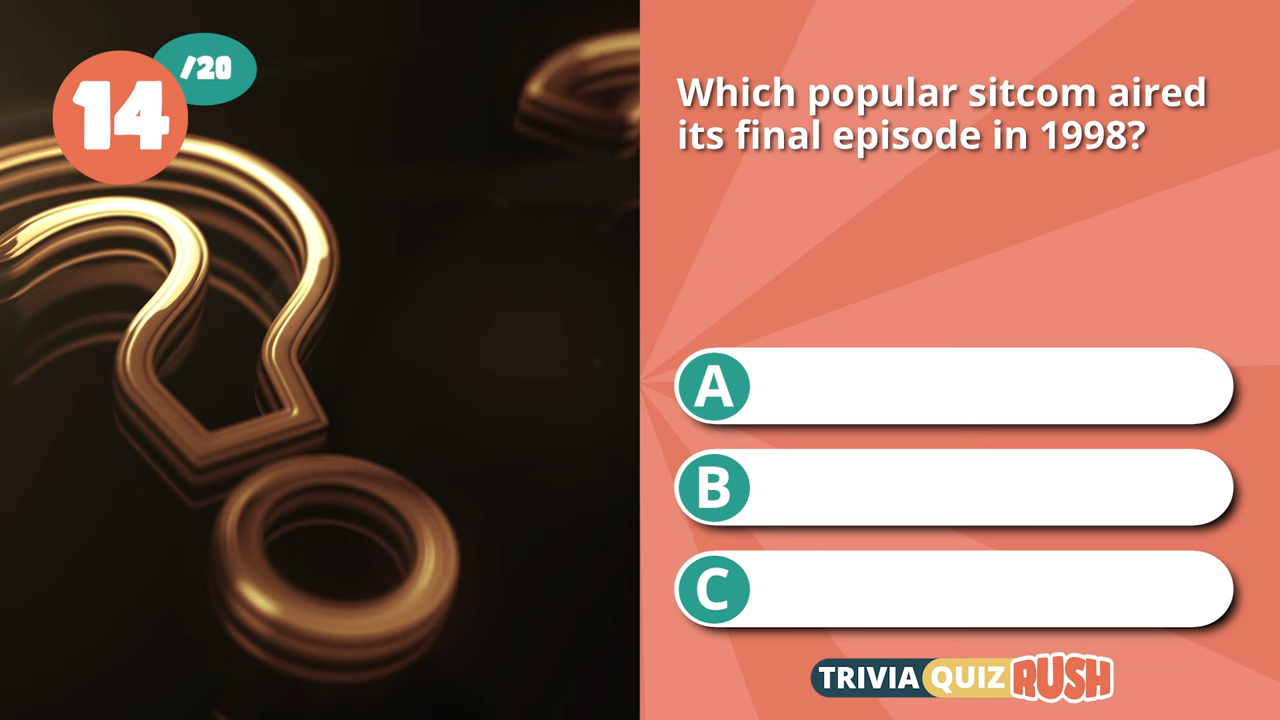 14
/20
Which popular sitcom aired
its final episode in 1998?
A
B
C
TRIVIA QUIZ RUSH